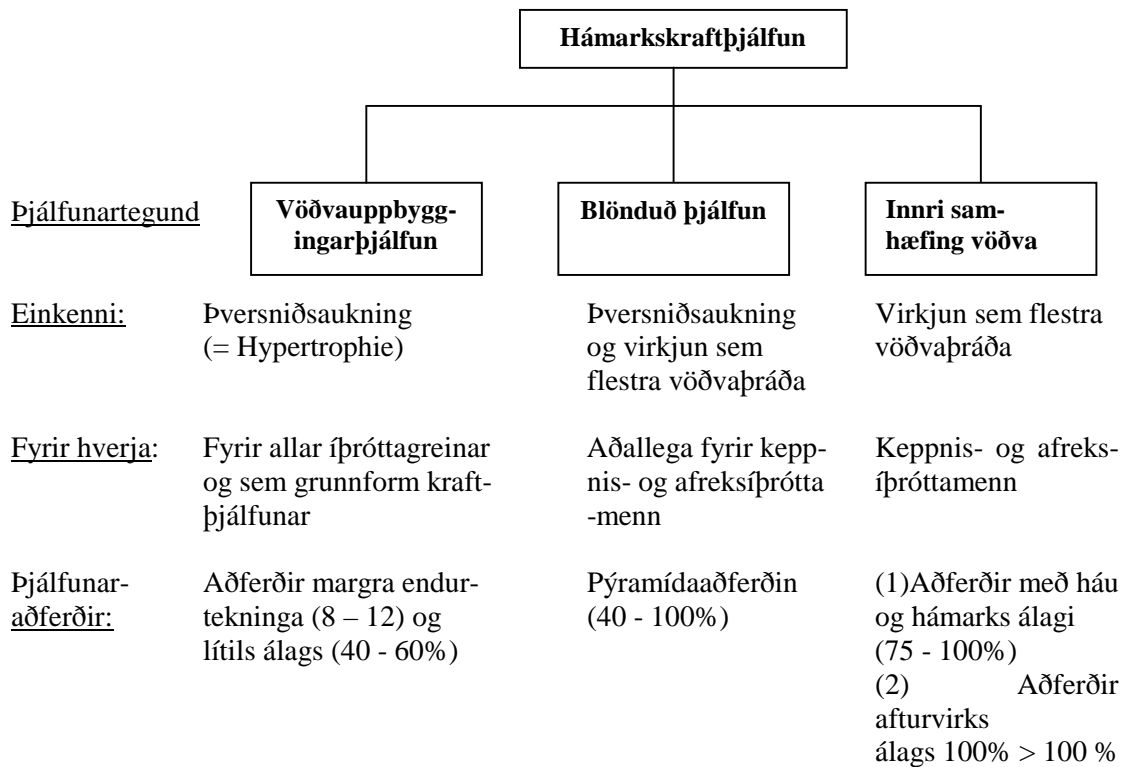 Hámarkskraftþjálfun
Þjálfunartegund
Vöðvauppbygg-
ingarþjálfun
Blönduð þjálfun
Innri sam-
hæfing vöðva
Einkenni:
Þversniðsaukning
(= Hypertrophie)
Þversniðsaukning
og virkjun sem
flestra vöðvaþráða
Virkjun sem flestra
vöðvaþráða
Fyrir hverja:
Fyrir allar íþróttagreinar
og sem grunnform kraft-
þjálfunar
Aðallega fyrir kepp-
nis- og afreksíþrótta
-menn
Keppnis- og afreks-
íþróttamenn
Þjálfunar-
aðferðir:
Aðferðir margra endur-
tekninga (8 – 12) og
lítils álags (40 - 60%)
Pýramídaaðferðin
(40 - 100%)
(1)Aðferðir með háu
og hámarks álagi
(75 - 100%)
(2) Aðferðir
afturvirks
álags 100% > 100 %